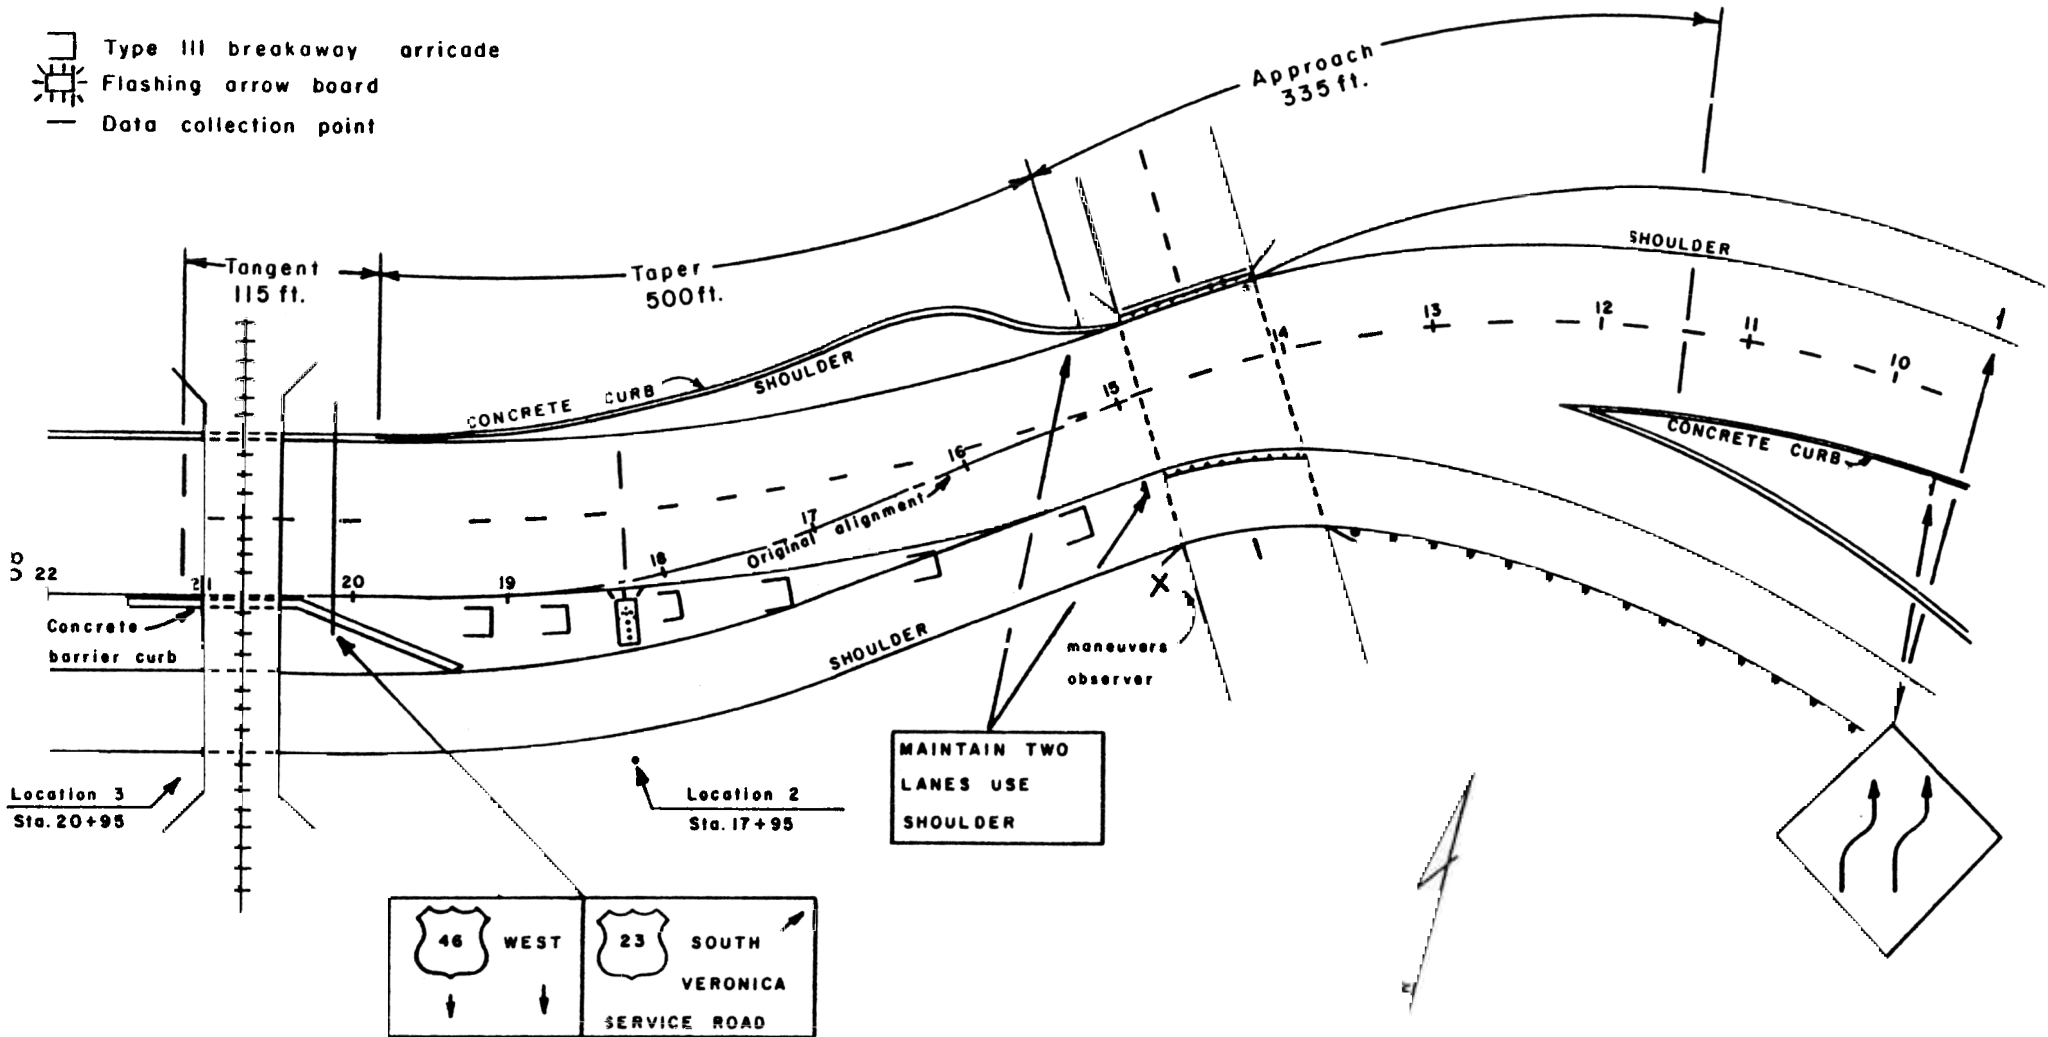 Type III breakaway arricade
Flashing arrow board
Data collection point
Approach
335 ft.
Tangent
115 ft.
Taper
500 ft.
SHOULDER
CONCRETE CURB
SHOULDER
10
11
12
13
14
15
16
17
18
19
20
21
22
Original alignment
CONCRETE CURB
Concrete
barrier curb
SHOULDER
maneuvers
observer
MAINTAIN TWO
LANES USE
SHOULDER
Location 3
Sta. 20+95
Location 2
Sta. 17+95
46 WEST
23 SOUTH
VERONICA
SERVICE ROAD